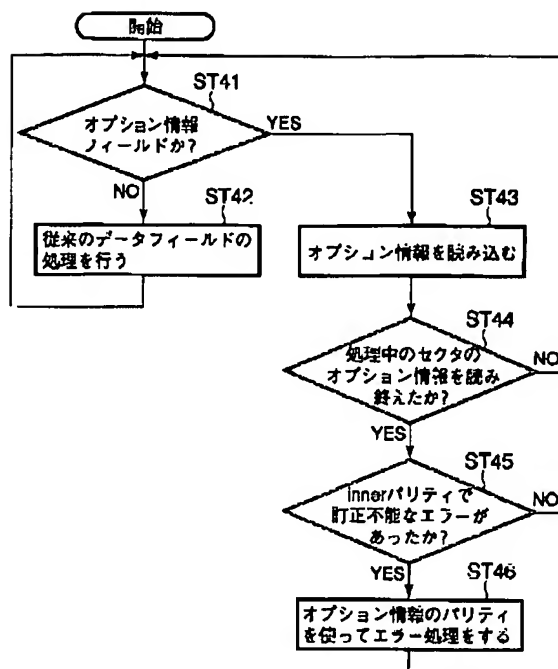 開始
ST41
オプション情報
フィールドか?
YES
NO
ST42
従来のデータフィールドの
処理を行う
ST43
オプション情報を読み込む
ST44
処理中のセクタの
オプション情報を読み
終えたか?
NO
YES
ST45
innerパリティで
訂正不能なエラーが
あったか?
NO
YES
ST46
オプション情報のパリティ
を使ってエラー処理をする